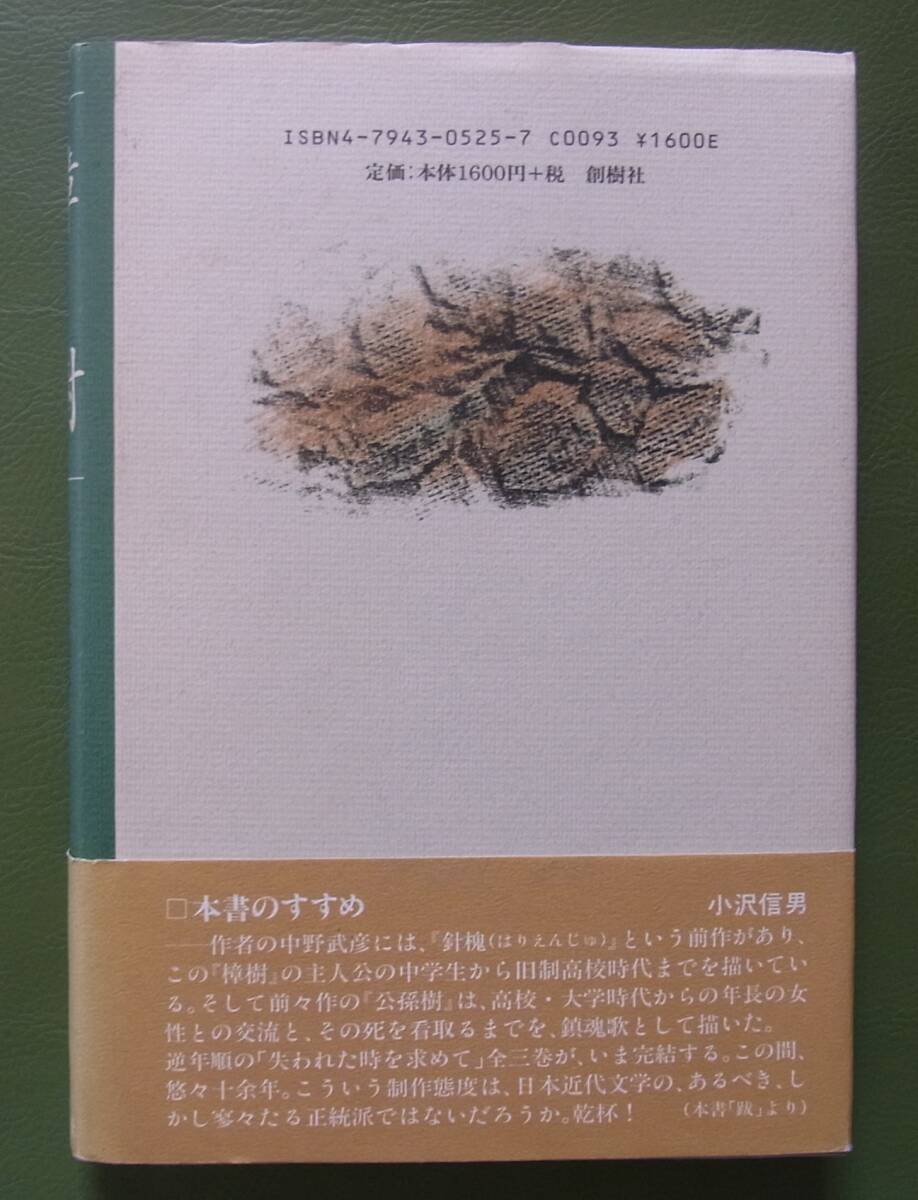 ISBN4-7943-0525-7 C0093 ¥1600E
定価:本体1600円+税 創樹社
□本書のすすめ 小沢信男
――作者の中野武彦には、『針槐(はりえんじゅ)』という前作があり、
この『樟樹』の主人公の中学生から旧制高校時代までを描いてい
る。そして前々作の『公孫樹』は、高校・大学時代からの年長の女
性との交流と、その死を看取るまでを、鎮魂歌として描いた。
逆年順の「失われた時を求めて」全三巻が、いま完結する。この間、
悠々十余年。こういう制作態度は、日本近代文学の、あるべき、し
かし寥々たる正統派ではないだろうか。乾杯! (本書「跋」より)